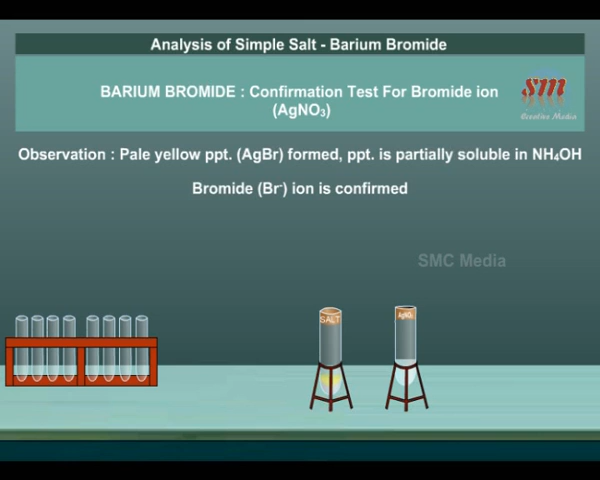 Analysis of Simple Salt - Barium Bromide
BARIUM BROMIDE : Confirmation Test For Bromide ion
(AgNO₃)
sm
Creative Media
Observation : Pale yellow ppt. (AgBr) formed, ppt. is partially soluble in NH₄OH
Bromide (Br⁻) ion is confirmed
SMC Media
SALT
AgNO₃